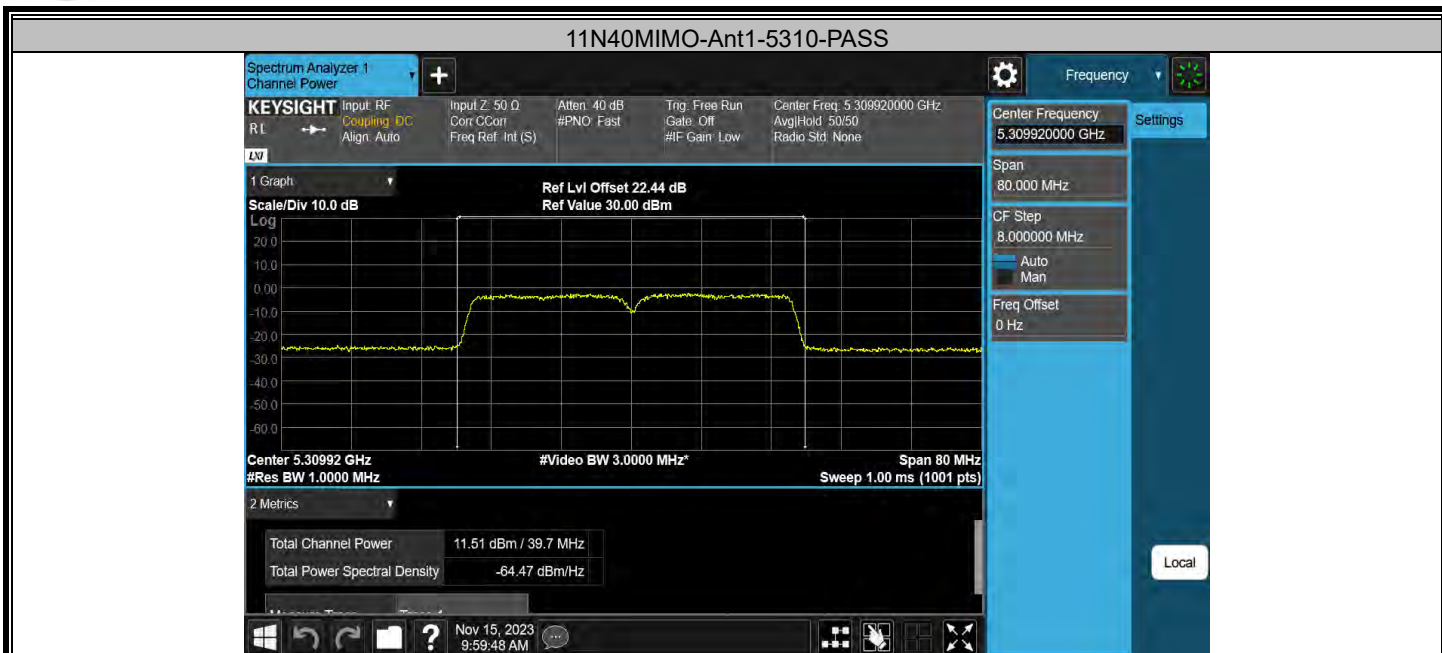 11N40MIMO-Ant1-5310-PASS
Spectrum Analyzer 1
Channel Power
Frequency
KEYSIGHT
RL
LXI
Input: RF
Coupling: DC
Align: Auto
Input Z: 50 Ω
Corr CCorr
Freq Ref: Int (S)
Atten: 40 dB
#PNO: Fast
Trig: Free Run
Gate: Off
#IF Gain: Low
Center Freq: 5.309920000 GHz
Avg|Hold: 50/50
Radio Std: None
Center Frequency
5.309920000 GHz
Settings
Span
80.000 MHz
CF Step
8.000000 MHz
Auto
Man
Freq Offset
0 Hz
1 Graph
Scale/Div 10.0 dB
Ref Lvl Offset 22.44 dB
Ref Value 30.00 dBm
Log
20.0
10.0
0.00
-10.0
-20.0
-30.0
-40.0
-50.0
-60.0
Center 5.30992 GHz
#Video BW 3.0000 MHz*
Span 80 MHz
#Res BW 1.0000 MHz
Sweep 1.00 ms (1001 pts)
2 Metrics
Total Channel Power 11.51 dBm / 39.7 MHz
Total Power Spectral Density -64.47 dBm/Hz
Local
?
Nov 15, 2023
9:59:48 AM